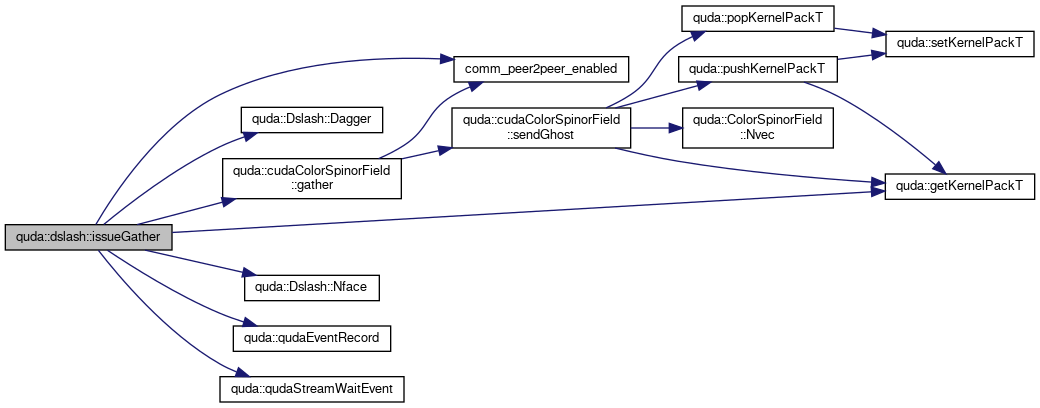 quda::dslash::issueGather
comm_peer2peer_enabled
quda::Dslash::Dagger
quda::cudaColorSpinorField
::gather
quda::Dslash::Nface
quda::qudaEventRecord
quda::qudaStreamWaitEvent
quda::cudaColorSpinorField
::sendGhost
quda::popKernelPackT
quda::pushKernelPackT
quda::ColorSpinorField
::Nvec
quda::setKernelPackT
quda::getKernelPackT